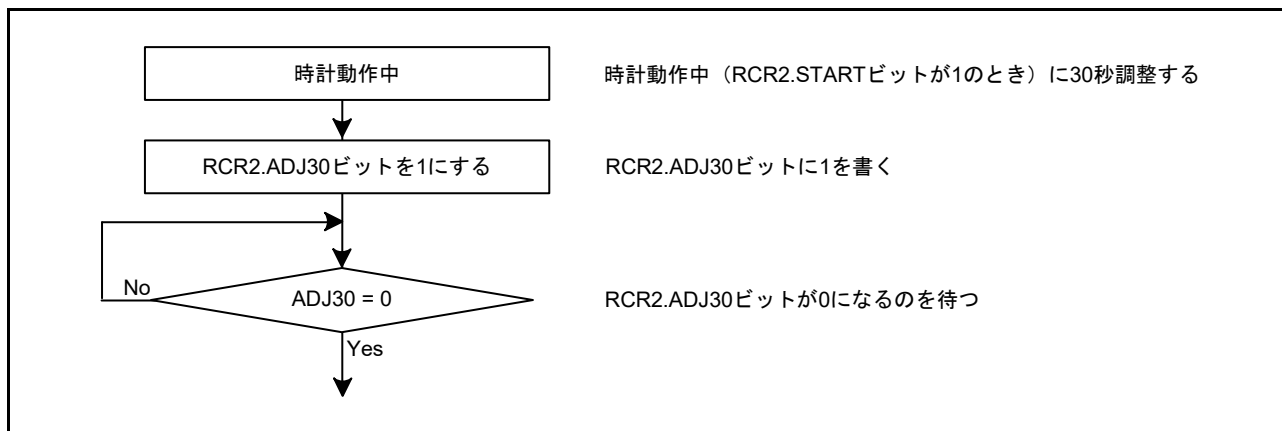 時計動作中
時計動作中（RCR2.STARTビットが1のとき）に30秒調整する
RCR2.ADJ30ビットを1にする
RCR2.ADJ30ビットに1を書く
No
ADJ30 = 0
RCR2.ADJ30ビットが0になるのを待つ
Yes